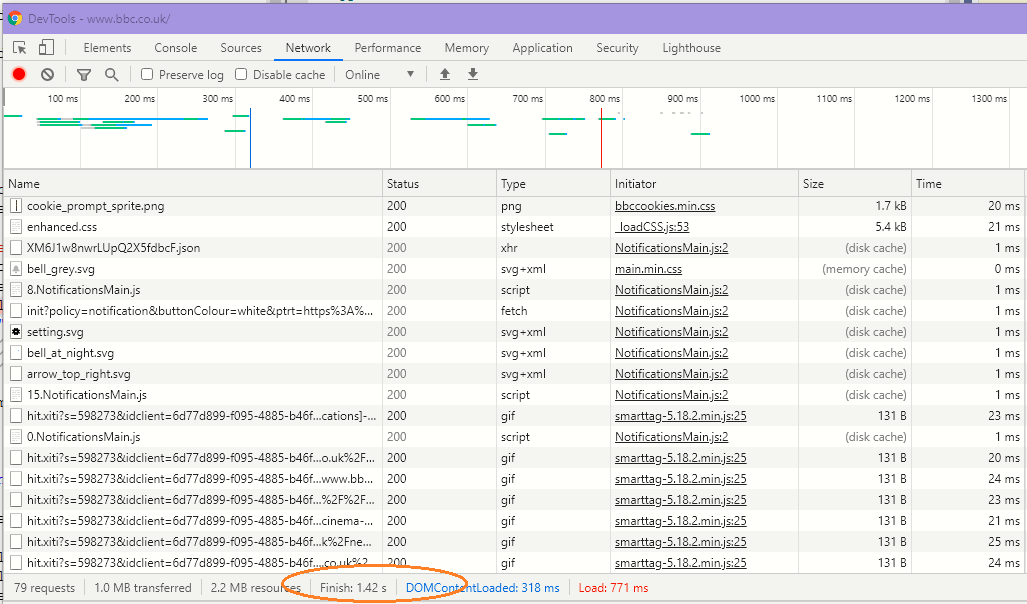 DevTools - www.bbc.co.uk/
Elements Console Sources Network Performance Memory Application Security Lighthouse
Preserve log Disable cache Online
100 ms 200 ms 300 ms 400 ms 500 ms 600 ms 700 ms 800 ms 900 ms 1000 ms 1100 ms 1200 ms 1300 ms
Name Status Type Initiator Size Time
cookie_prompt_sprite.png 200 png bbccookies.min.css 1.7 kB 20 ms
enhanced.css 200 stylesheet _loadCSS.js:53 5.4 kB 21 ms
XM6J1w8nwrLUpQ2X5fdbcF.json 200 xhr NotificationsMain.js:2 (disk cache) 1 ms
bell_grey.svg 200 svg+xml main.min.css (memory cache) 0 ms
8.NotificationsMain.js 200 script NotificationsMain.js:2 (disk cache) 1 ms
init?policy=notification&buttonColour=white&ptrt=https%3A%... 200 fetch NotificationsMain.js:2 (disk cache) 1 ms
setting.svg 200 svg+xml NotificationsMain.js:2 (disk cache) 1 ms
bell_at_night.svg 200 svg+xml NotificationsMain.js:2 (disk cache) 1 ms
arrow_top_right.svg 200 svg+xml NotificationsMain.js:2 (disk cache) 1 ms
15.NotificationsMain.js 200 script NotificationsMain.js:2 (disk cache) 1 ms
hit.xiti?s=598273&idclient=6d77d899-f095-4885-b46f...cations]-... 200 gif smarttag-5.18.2.min.js:25 131 B 23 ms
0.NotificationsMain.js 200 script NotificationsMain.js:2 (disk cache) 1 ms
hit.xiti?s=598273&idclient=6d77d899-f095-4885-b46f...o.uk%2F... 200 gif smarttag-5.18.2.min.js:25 131 B 20 ms
hit.xiti?s=598273&idclient=6d77d899-f095-4885-b46f...www.bb... 200 gif smarttag-5.18.2.min.js:25 131 B 24 ms
hit.xiti?s=598273&idclient=6d77d899-f095-4885-b46f...%2F%2F... 200 gif smarttag-5.18.2.min.js:25 131 B 23 ms
hit.xiti?s=598273&idclient=6d77d899-f095-4885-b46f...cinema-... 200 gif smarttag-5.18.2.min.js:25 131 B 21 ms
hit.xiti?s=598273&idclient=6d77d899-f095-4885-b46f...k%2Fne... 200 gif smarttag-5.18.2.min.js:25 131 B 25 ms
hit.xiti?s=598273&idclient=6d77d899-f095-4885-b46f...co.uk%2... 200 gif smarttag-5.18.2.min.js:25 131 B 24 ms
79 requests 1.0 MB transferred 2.2 MB resources Finish: 1.42 s DOMContentLoaded: 318 ms Load: 771 ms